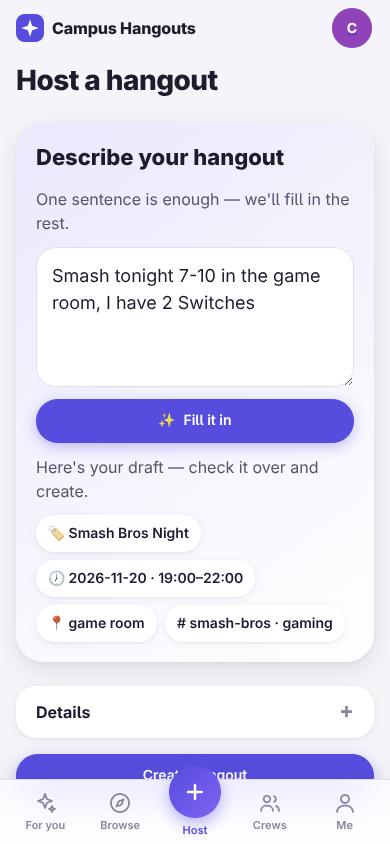 Campus Hangouts
C
Host a hangout
Describe your hangout
One sentence is enough — we'll fill in the
rest.
Smash tonight 7-10 in the game
room, I have 2 Switches
✨ Fill it in
Here's your draft — check it over and
create.
🏷️ Smash Bros Night
🕖 2026-11-20 · 19:00–22:00
📍 game room
# smash-bros · gaming
Details
+
For you
Browse
Host
Crews
Me